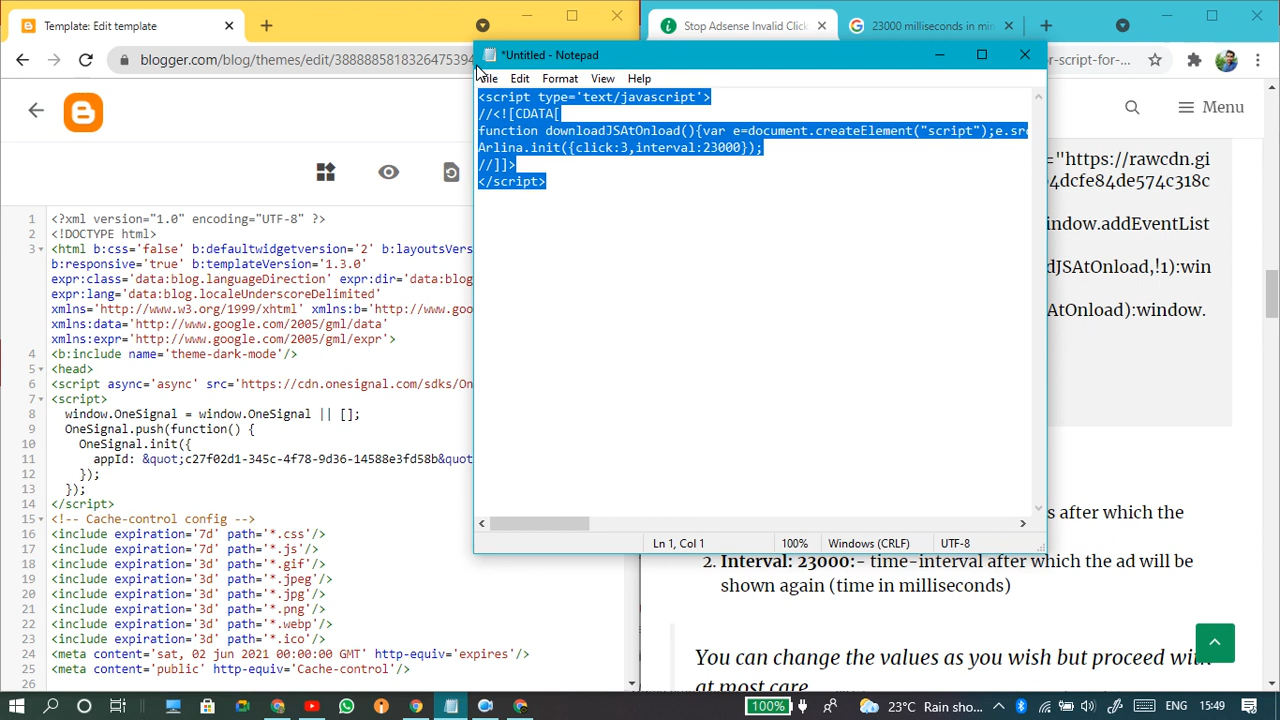 Template: Edit template
blogger.com/blog/themes/edit/3888885818326475394
Stop Adsense Invalid Click
23000 milliseconds in min
or-script-for-...
*Untitled - Notepad
File Edit Format View Help
<script type='text/javascript'>
//<![CDATA[
function downloadJSAtOnload(){var e=document.createElement("script");e.src
Arlina.init({click:3,interval:23000});
//]]>
</script>
Ln 1, Col 1 100% Windows (CRLF) UTF-8
Menu
="https://rawcdn.gi
4dcfe84de574c318c
window.addEventList
dJSAtOnload,!1):win
AtOnload):window.
s after which the
2. Interval: 23000:- time-interval after which the ad will be
shown again (time in milliseconds)
You can change the values as you wish but proceed with
at most care
1 <?xml version="1.0" encoding="UTF-8" ?>
2 <!DOCTYPE html>
3 <html b:css='false' b:defaultwidgetversion='2' b:layoutsVers
b:responsive='true' b:templateVersion='1.3.0'
expr:class='data:blog.languageDirection' expr:dir='data:b
expr:lang='data:blog.localeUnderscoreDelimited'
xmlns='http://www.w3.org/1999/xhtml' xmlns:b='http://www.goo
xmlns:data='http://www.google.com/2005/gml/data'
xmlns:expr='http://www.google.com/2005/gml/expr'>
4 <b:include name='theme-dark-mode'/>
5 <head>
6 <script async='async' src='https://cdn.onesignal.com/sdks/On
7 <script>
8 window.OneSignal = window.OneSignal || [];
9 OneSignal.push(function() {
10 OneSignal.init({
11 appId: &quot;c27f02d1-345c-4f78-9d36-14588e3fd58b&quot
12 });
13 });
14 </script>
15 <!-- Cache-control config -->
16 <include expiration='7d' path='*.css'/>
17 <include expiration='7d' path='*.js'/>
18 <include expiration='3d' path='*.gif'/>
19 <include expiration='3d' path='*.jpeg'/>
20 <include expiration='3d' path='*.jpg'/>
21 <include expiration='3d' path='*.png'/>
22 <include expiration='3d' path='*.webp'/>
23 <include expiration='3d' path='*.ico'/>
24 <meta content='sat, 02 jun 2021 00:00:00 GMT' http-equiv='expires'/>
25 <meta content='public' http-equiv='Cache-control'/>
26
100% 23°C Rain sho... 15:49